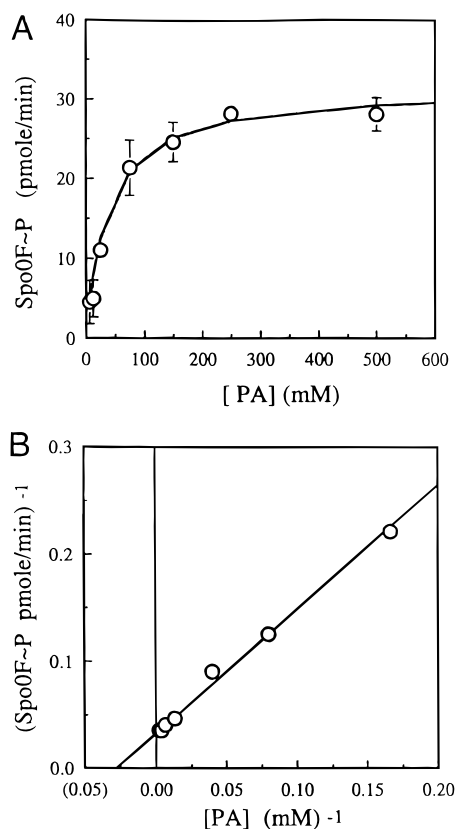 A
40
30
20
10
0
Spo0F~P (pmole/min)
0 100 200 300 400 500 600
[ PA] (mM)
B
0.3
0.2
0.1
0.0
(Spo0F~P pmole/min) -1
(0.05) 0.00 0.05 0.10 0.15 0.20
[PA] (mM) -1